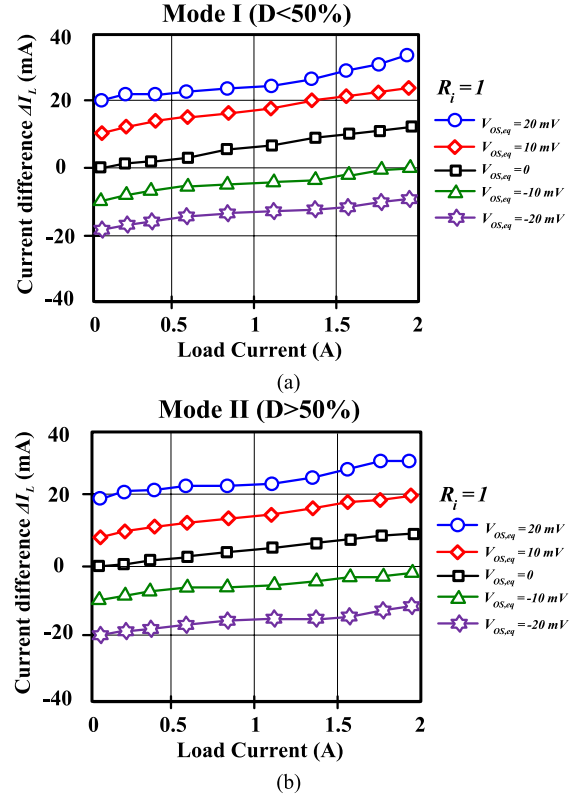 Mode I (D<50%)
Current difference ΔI_L (mA)
40
20
0
-20
-40
0
0.5
1
1.5
2
Load Current (A)
R_i=1
V_OS,eq = 20 mV
V_OS,eq = 10 mV
V_OS,eq = 0
V_OS,eq = -10 mV
V_OS,eq = -20 mV
(a)
Mode II (D>50%)
Current difference ΔI_L (mA)
40
20
0
-20
-40
0
0.5
1
1.5
2
Load Current (A)
R_i=1
V_OS,eq = 20 mV
V_OS,eq = 10 mV
V_OS,eq = 0
V_OS,eq = -10 mV
V_OS,eq = -20 mV
(b)